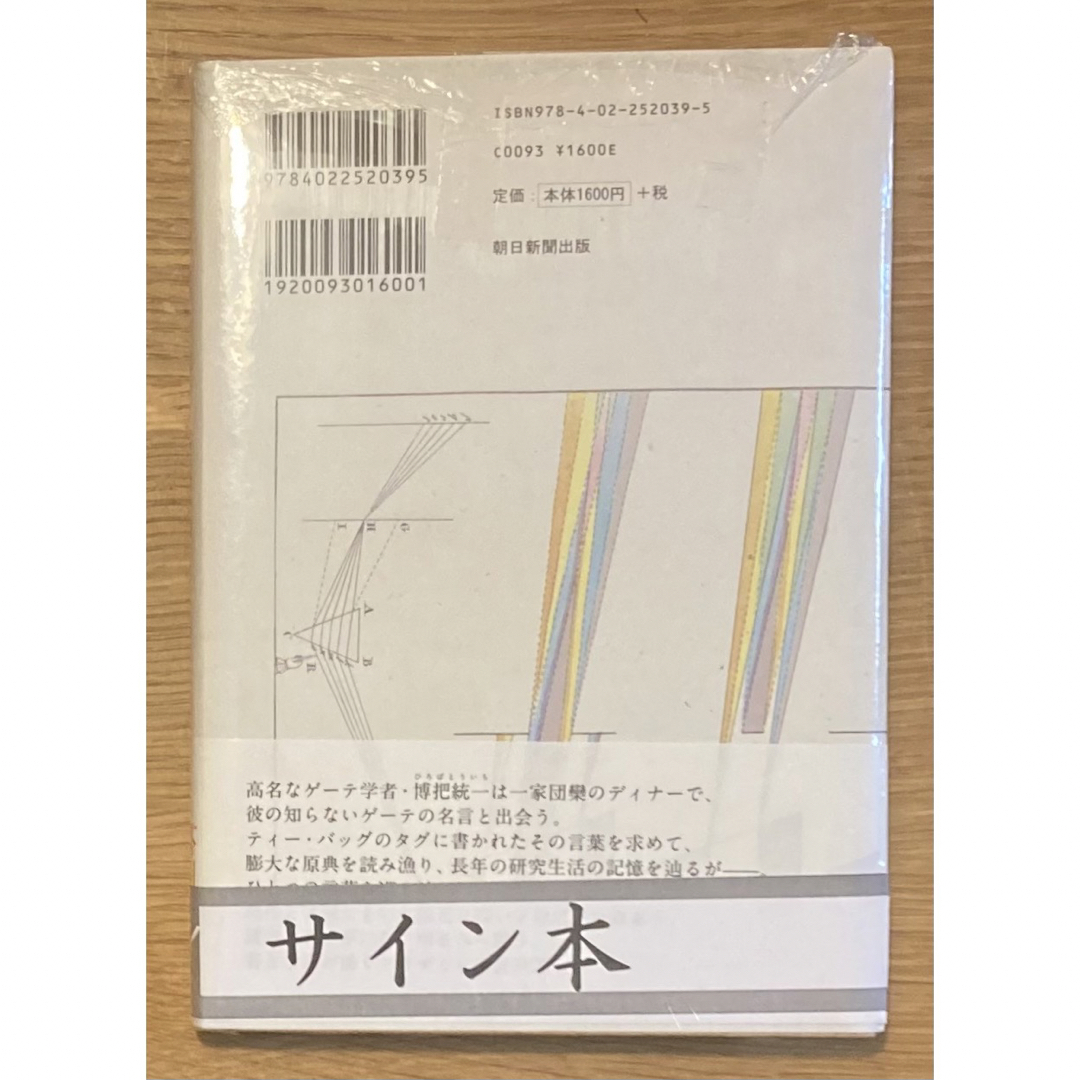 ISBN978-4-02-252039-5
9784022520395
C0093 ¥1600E
定価：本体1600円＋税
朝日新聞出版
1920093016001
I H G
A
C B
R
ひろばとういち
高名なゲーテ学者・博把統一は一家団欒のディナーで、
彼の知らないゲーテの名言と出会う。
ティー・バッグのタグに書かれたその言葉を求めて、
膨大な原典を読み漁り、長年の研究生活の記憶を辿るが——、
サイン本